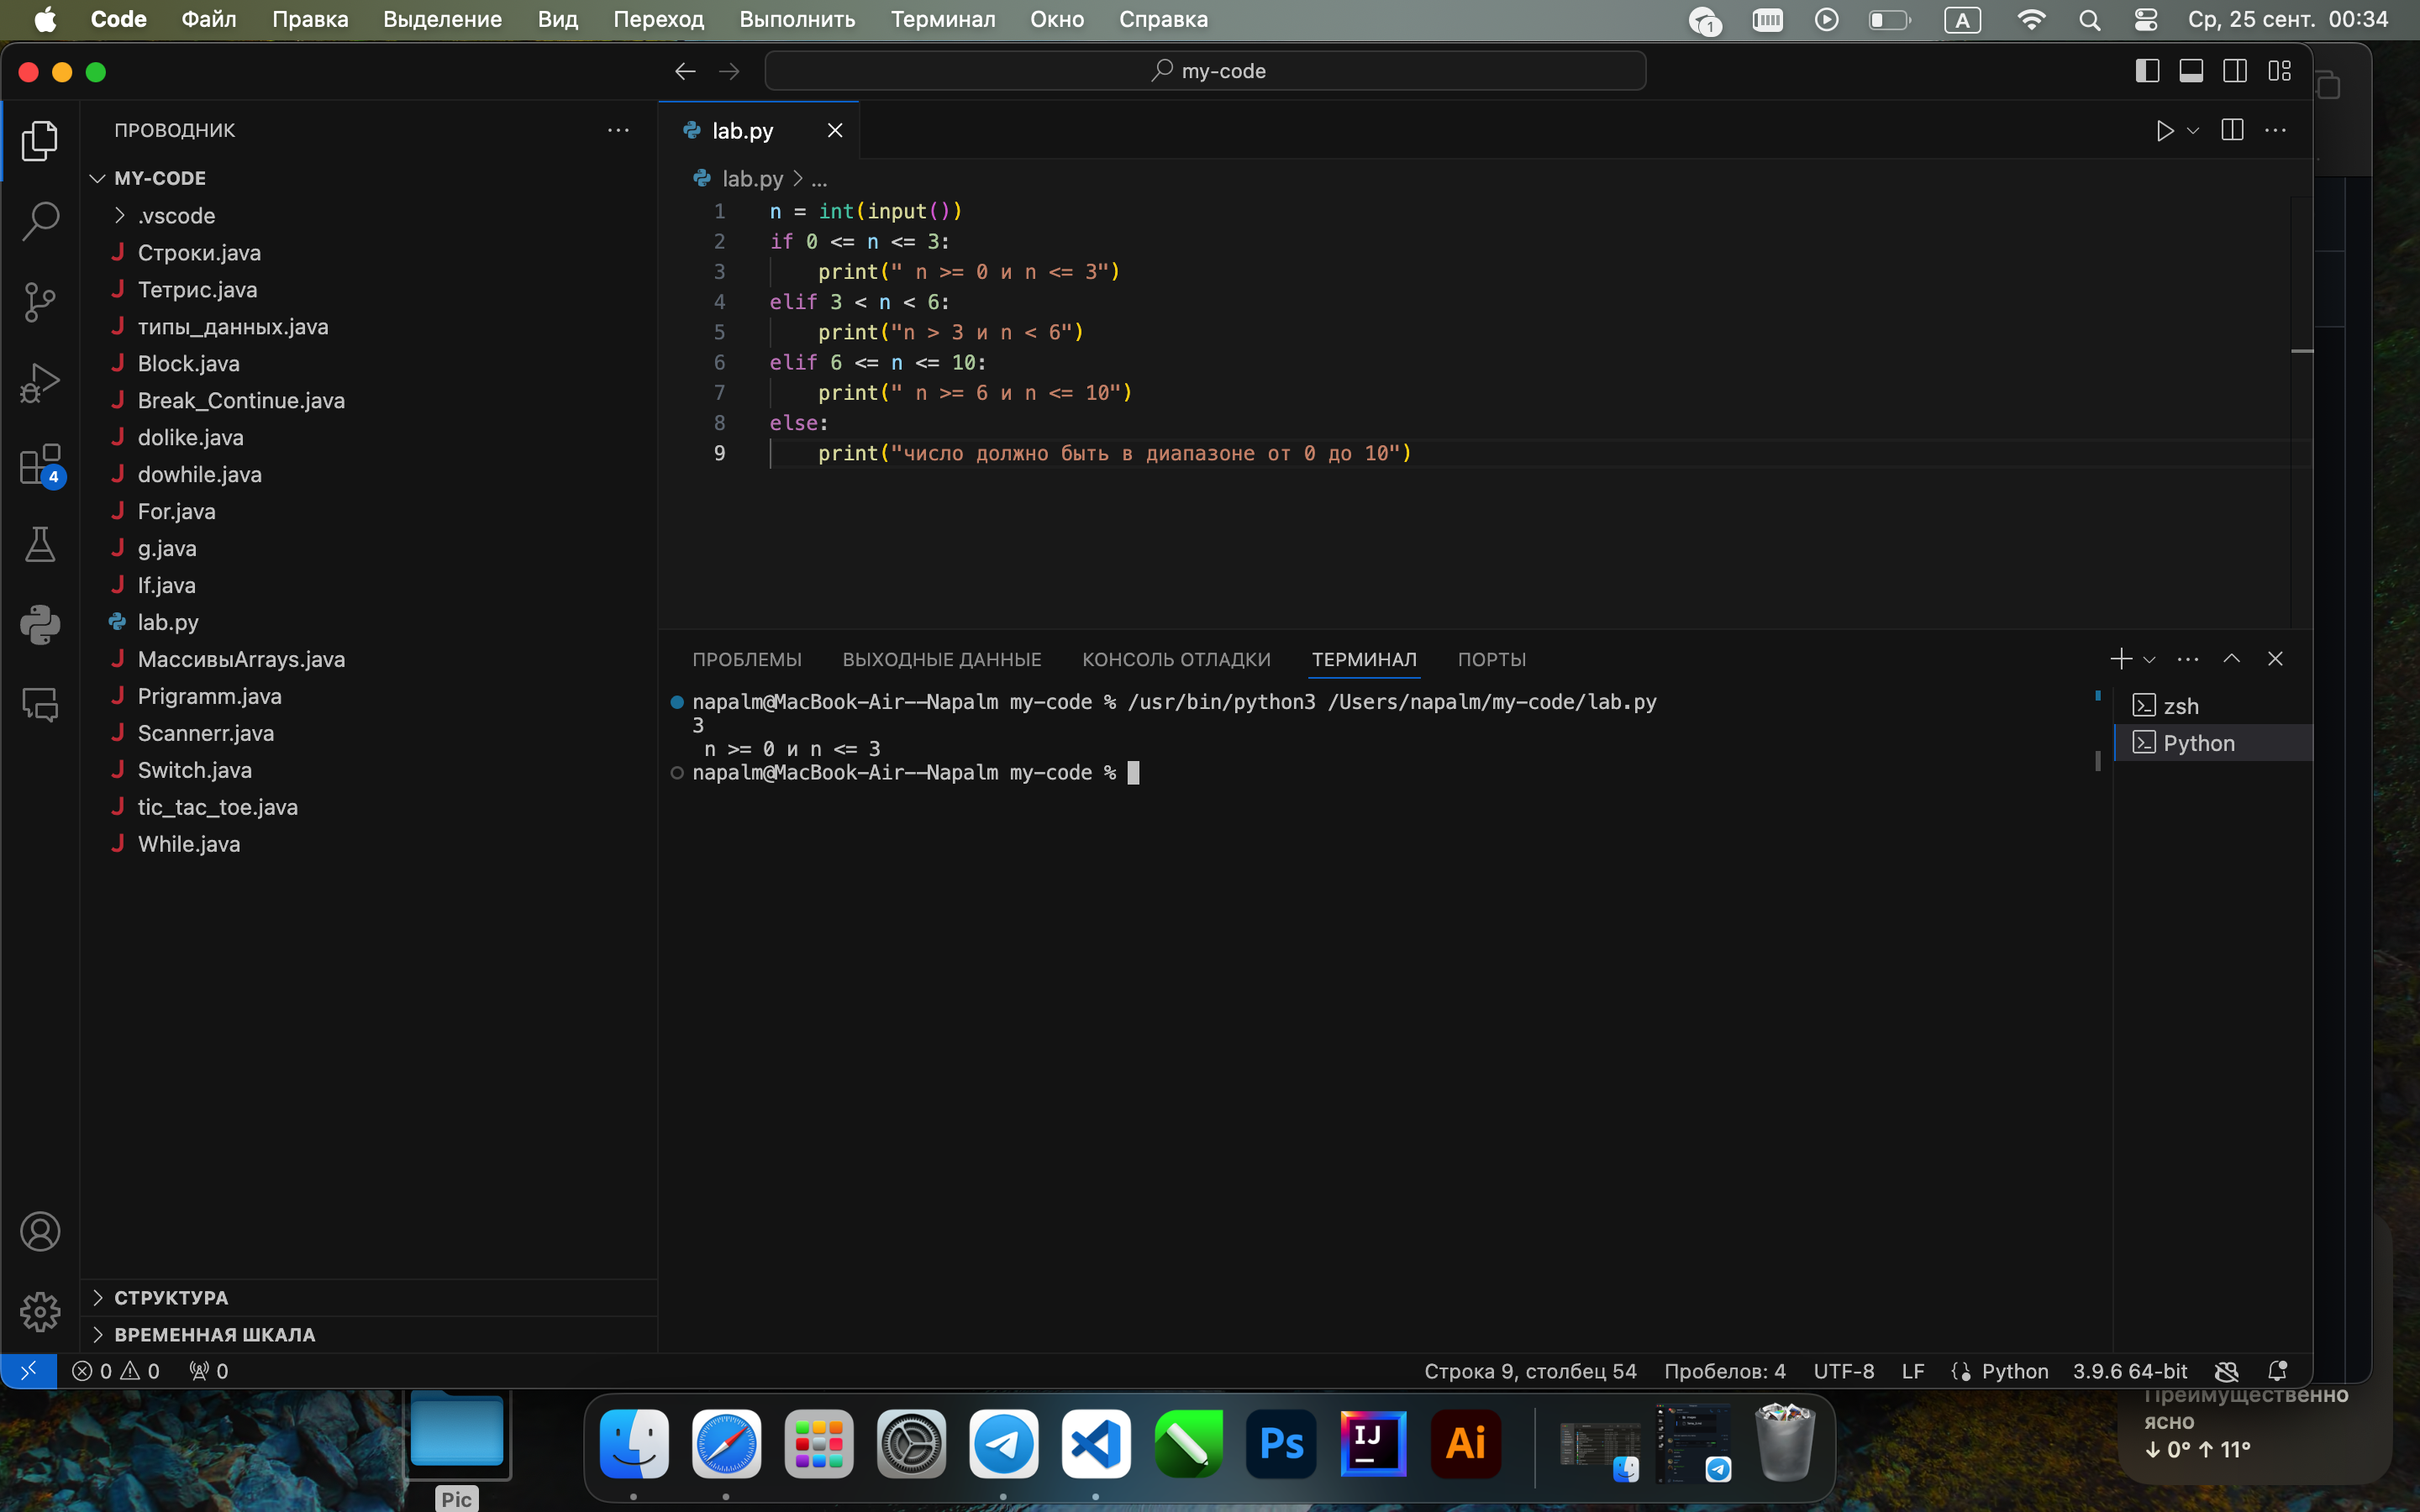 Code Файл Правка Выделение Вид Переход Выполнить Терминал Окно Справка 1 A Ср, 25 сент. 00:34
my-code
ПРОВОДНИК
MY-CODE
.vscode
J Строки.java
J Тетрис.java
J типы_данных.java
J Block.java
J Break_Continue.java
J dolike.java
J dowhile.java
J For.java
J g.java
J If.java
lab.py
J МассивыArrays.java
J Prigramm.java
J Scannerr.java
J Switch.java
J tic_tac_toe.java
J While.java
4
СТРУКТУРА
ВРЕМЕННАЯ ШКАЛА
lab.py
lab.py > ...
1 n = int(input())
2 if 0 <= n <= 3:
3 print(" n >= 0 и n <= 3")
4 elif 3 < n < 6:
5 print("n > 3 и n < 6")
6 elif 6 <= n <= 10:
7 print(" n >= 6 и n <= 10")
8 else:
9 print("число должно быть в диапазоне от 0 до 10")
ПРОБЛЕМЫ ВЫХОДНЫЕ ДАННЫЕ КОНСОЛЬ ОТЛАДКИ ТЕРМИНАЛ ПОРТЫ
napalm@MacBook-Air--Napalm my-code % /usr/bin/python3 /Users/napalm/my-code/lab.py
3
n >= 0 и n <= 3
napalm@MacBook-Air--Napalm my-code %
zsh
Python
0 0 0 Строка 9, столбец 54 Пробелов: 4 UTF-8 LF Python 3.9.6 64-bit
Преимущественно
ясно
↓ 0° ↑ 11°
Pic
Ps
IJ
Ai